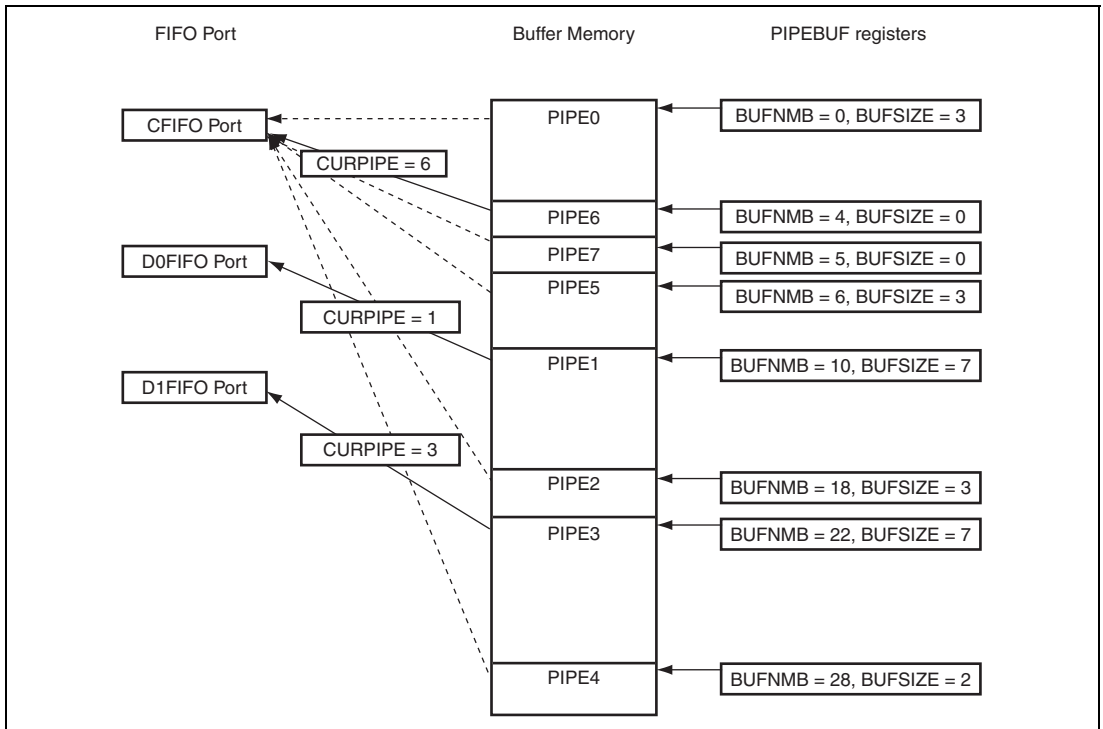 FIFO Port Buffer Memory PIPEBUF registers
CFIFO Port
PIPE0
BUFNMB = 0, BUFSIZE = 3
CURPIPE = 6
PIPE6
BUFNMB = 4, BUFSIZE = 0
D0FIFO Port
PIPE7
BUFNMB = 5, BUFSIZE = 0
PIPE5
BUFNMB = 6, BUFSIZE = 3
CURPIPE = 1
PIPE1
BUFNMB = 10, BUFSIZE = 7
D1FIFO Port
CURPIPE = 3
PIPE2
BUFNMB = 18, BUFSIZE = 3
PIPE3
BUFNMB = 22, BUFSIZE = 7
PIPE4
BUFNMB = 28, BUFSIZE = 2